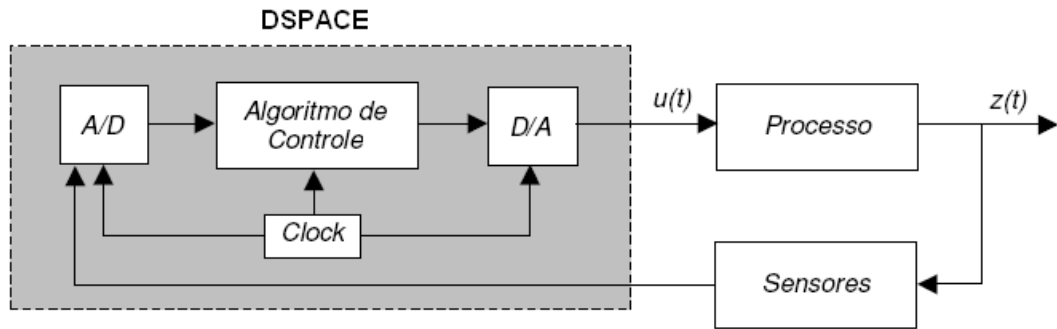 DSPACE
A/D
Algoritmo de
Controle
D/A
u(t)
Processo
z(t)
Clock
Sensores